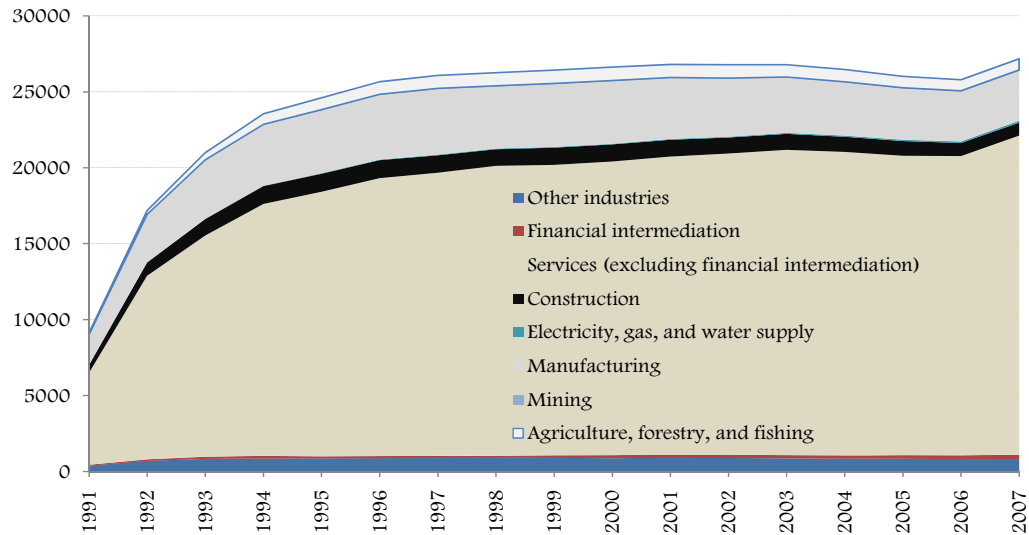 30000
25000
20000
15000
10000
5000
0
Other industries
Financial intermediation
Services (excluding financial intermediation)
Construction
Electricity, gas, and water supply
Manufacturing
Mining
Agriculture, forestry, and fishing
1991 1992 1993 1994 1995 1996 1997 1998 1999 2000 2001 2002 2003 2004 2005 2006 2007